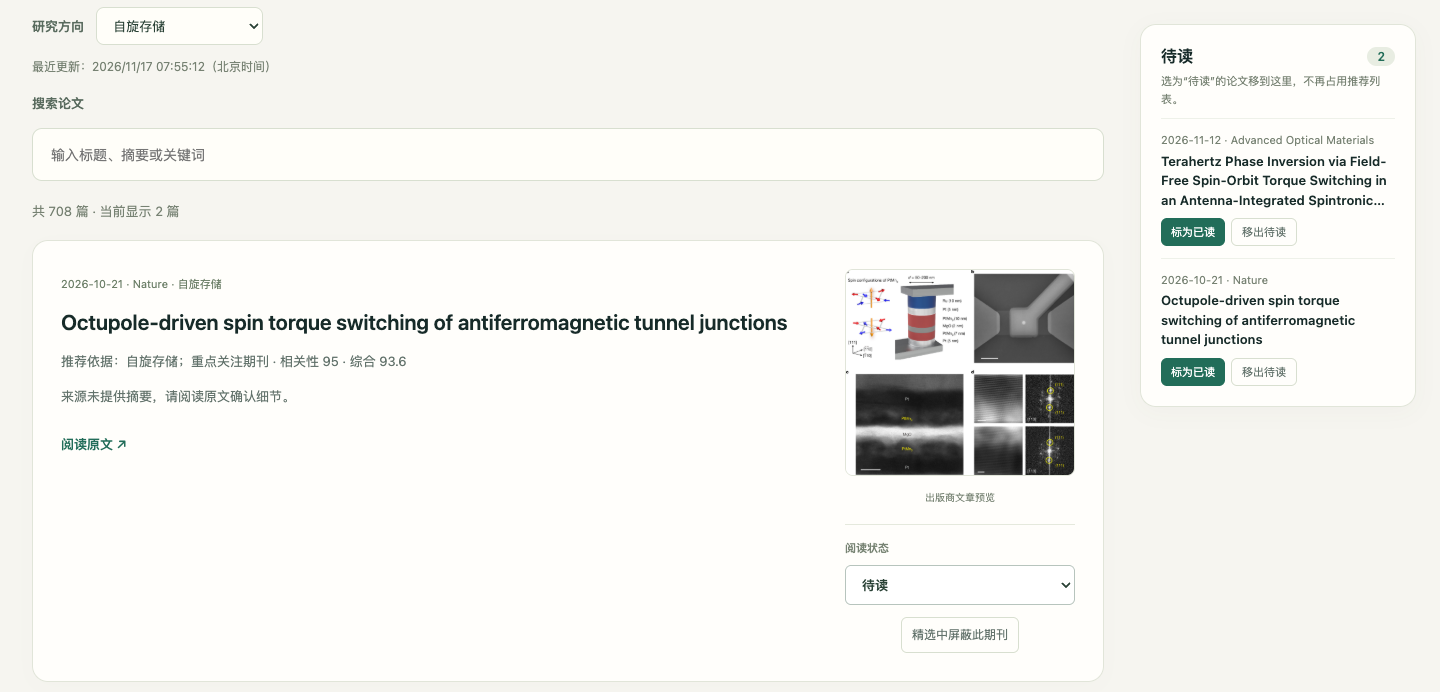 研究方向
自旋存储
最近更新：2026/11/17 07:55:12（北京时间）
搜索论文
输入标题、摘要或关键词
共 708 篇 · 当前显示 2 篇
2026-10-21 · Nature · 自旋存储
Octupole-driven spin torque switching of antiferromagnetic tunnel junctions
推荐依据：自旋存储；重点关注期刊 · 相关性 95 · 综合 93.6
来源未提供摘要，请阅读原文确认细节。
阅读原文 ↗
出版商文章预览
阅读状态
待读
精选中屏蔽此期刊
待读
2
选为“待读”的论文移到这里，不再占用推荐列
表。
2026-11-12 · Advanced Optical Materials
Terahertz Phase Inversion via Field-
Free Spin-Orbit Torque Switching in
an Antenna-Integrated Spintronic...
标为已读
移出待读
2026-10-21 · Nature
Octupole-driven spin torque
switching of antiferromagnetic
tunnel junctions
标为已读
移出待读